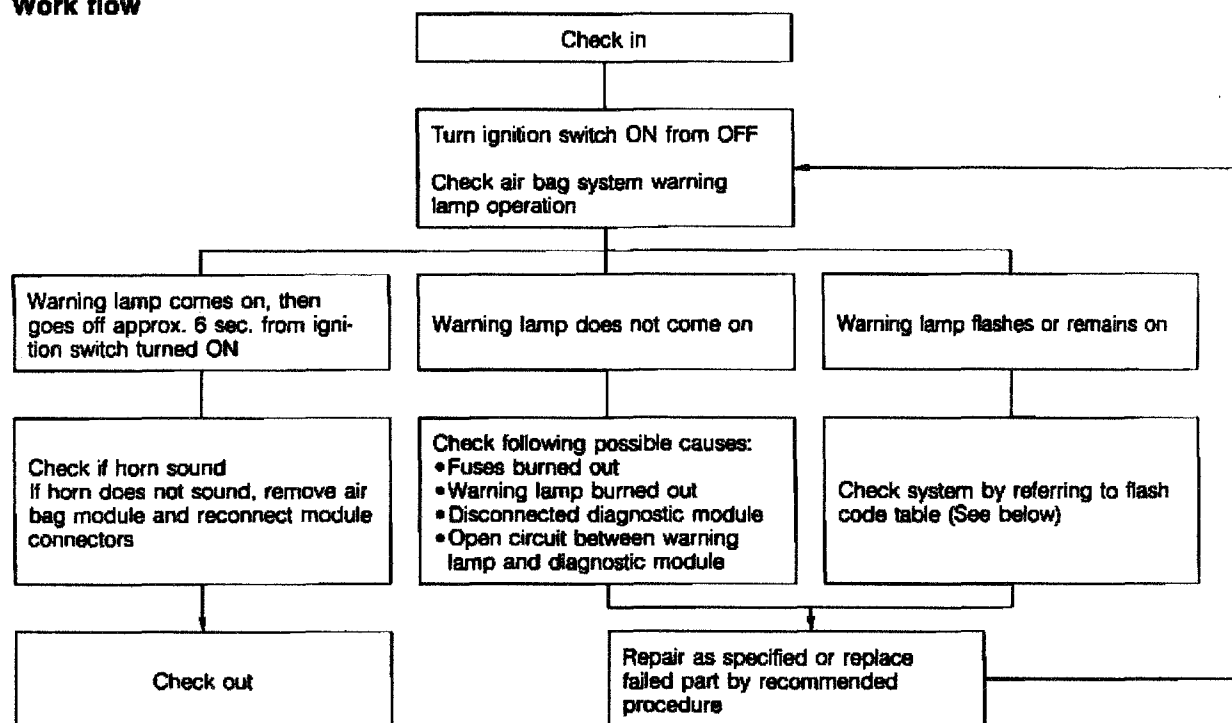 Work flow
Check in
Turn ignition switch ON from OFF
Check air bag system warning
lamp operation
Warning lamp comes on, then
goes off approx. 6 sec. from igni-
tion switch turned ON
Warning lamp does not come on
Warning lamp flashes or remains on
Check if horn sound
If horn does not sound, remove air
bag module and reconnect module
connectors
Check following possible causes:
•Fuses burned out
•Warning lamp burned out
•Disconnected diagnostic module
•Open circuit between warning
lamp and diagnostic module
Check system by referring to flash
code table (See below)
Check out
Repair as specified or replace
failed part by recommended
procedure